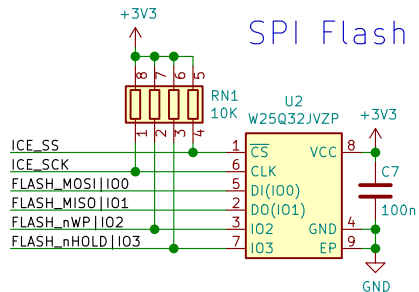 +3V3
SPI Flash
8 7 6 5
RN1
10K
1 2 3 4
U2
W25Q32JVZP
+3V3
ICE_SS 1 CS VCC 8
ICE_SCK 6 CLK
C7
FLASH_MOSI|IO0 5 DI(IO0)
FLASH_MISO|IO1 2 DO(IO1)
100n
FLASH_nWP|IO2 3 IO2 GND 4
FLASH_nHOLD|IO3 7 IO3 EP 9
GND